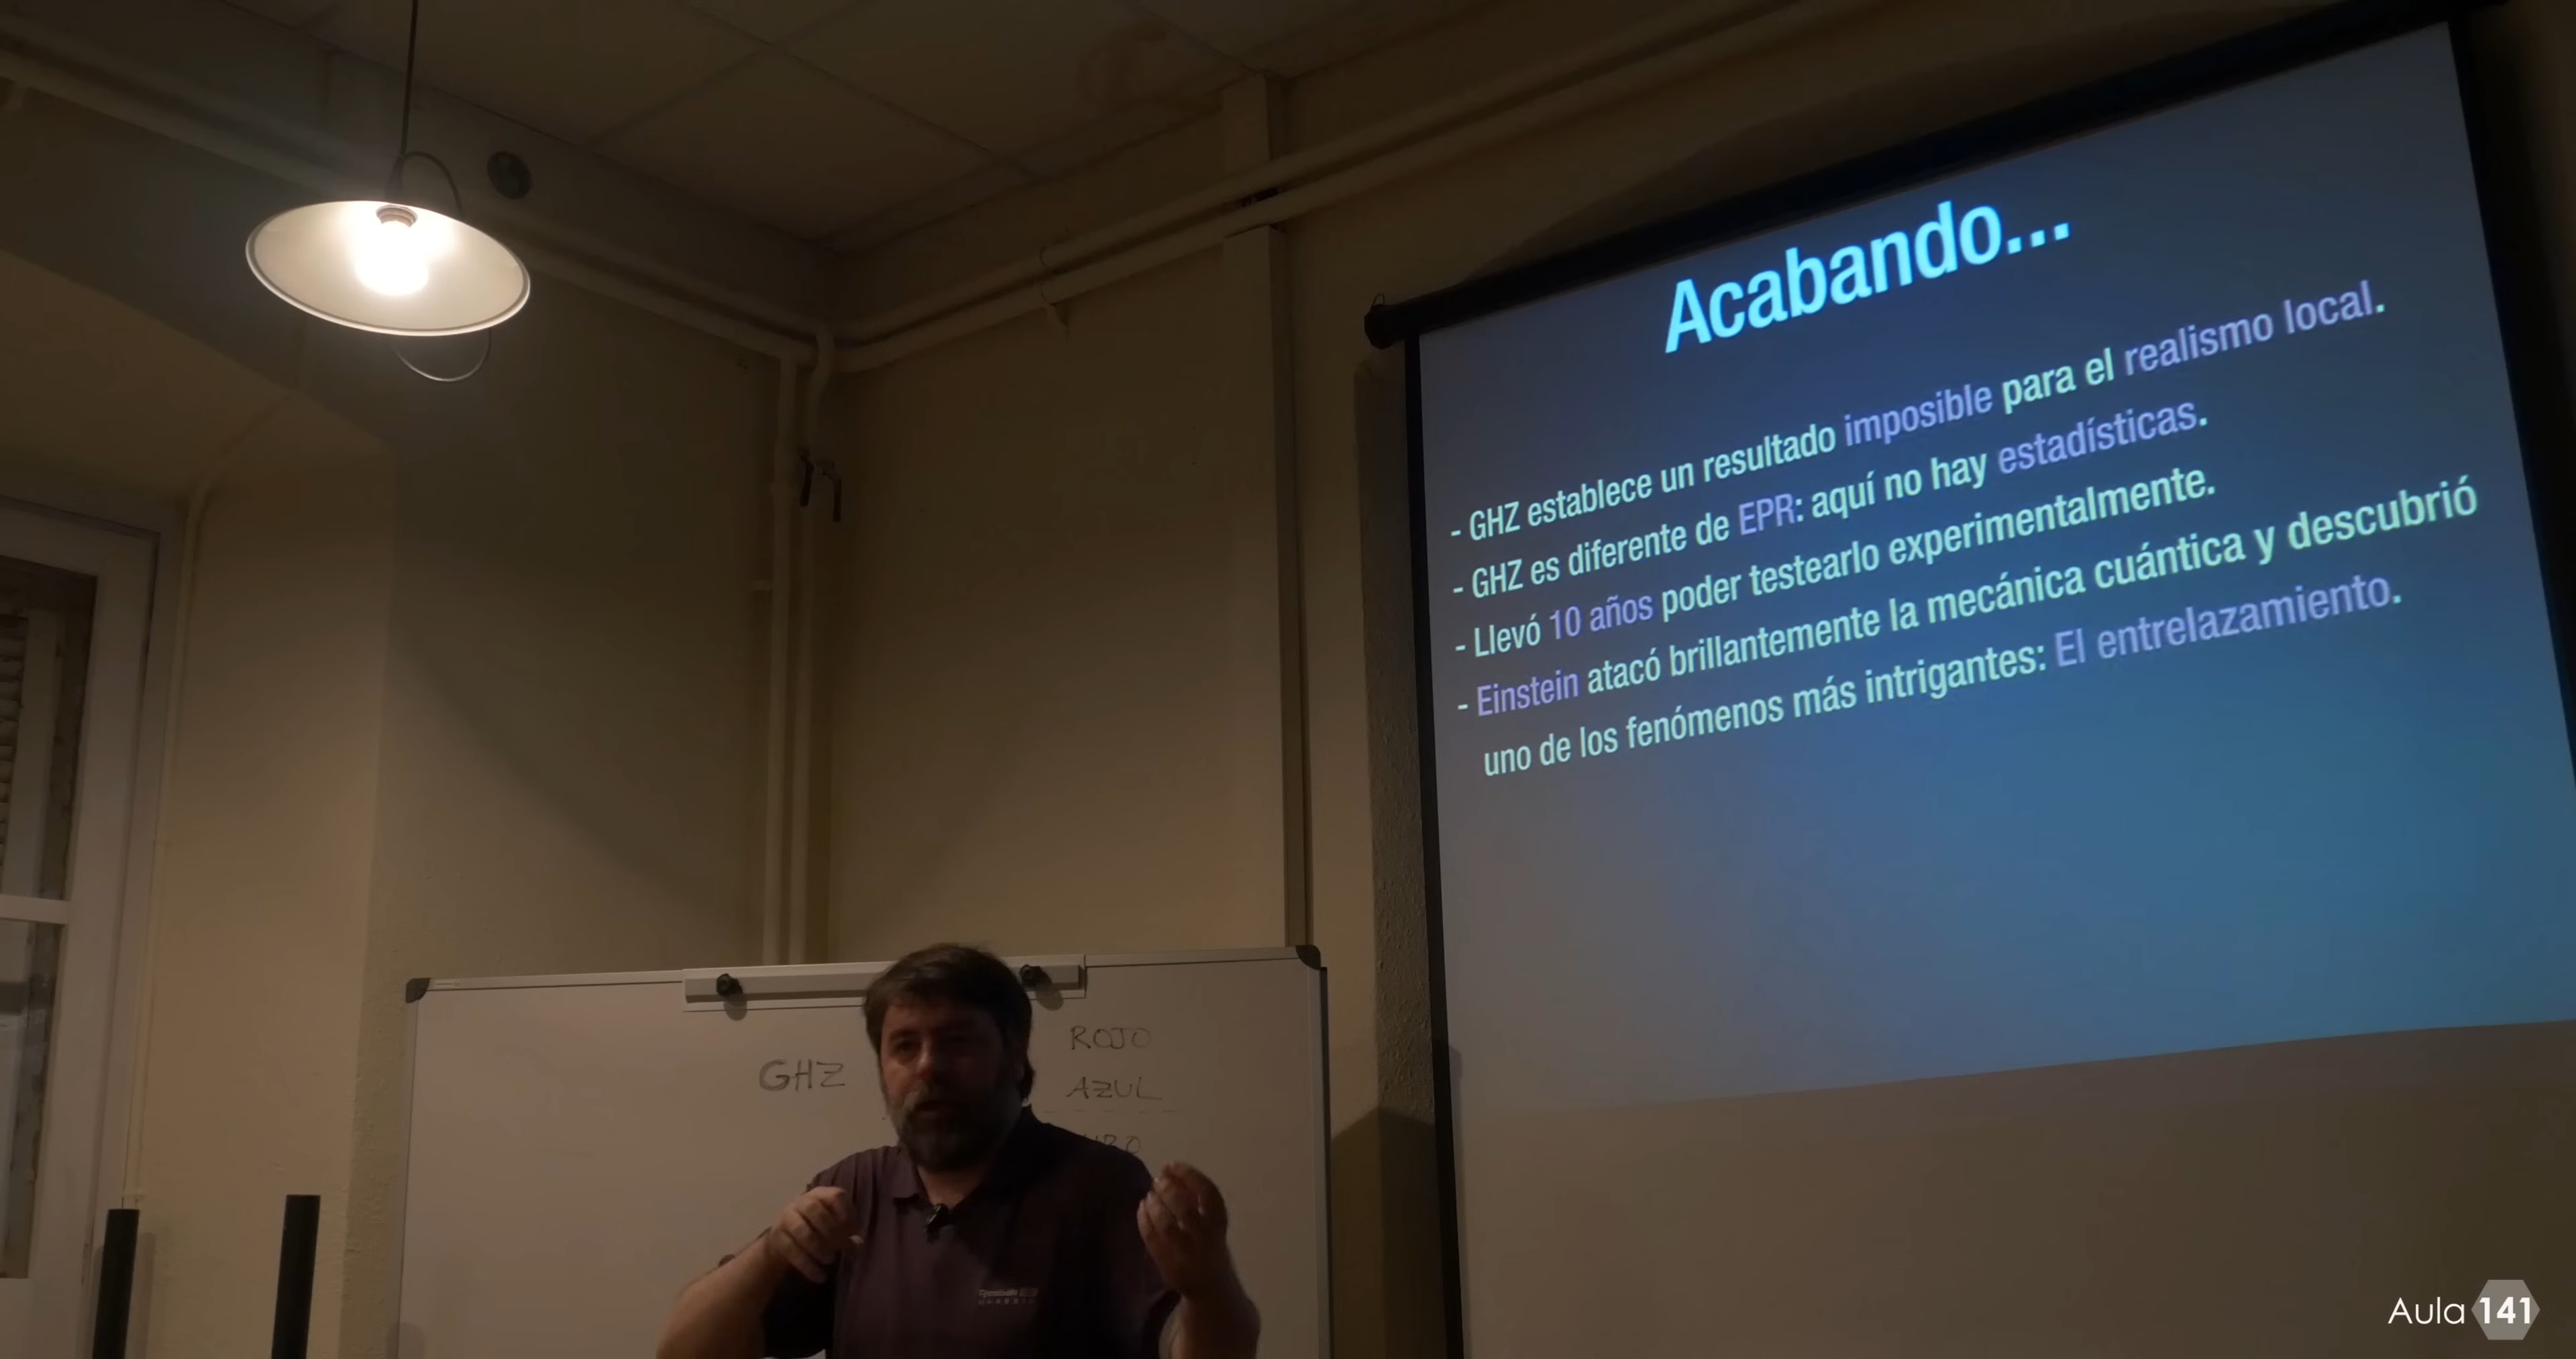 Acabando...
- GHZ establece un resultado imposible para el realismo local.
- GHZ es diferente de EPR: aquí no hay estadísticas.
- Llevó 10 años poder testearlo experimentalmente.
- Einstein atacó brillantemente la mecánica cuántica y descubrió
uno de los fenómenos más intrigantes: El entrelazamiento.
GHZ
ROJO
AZUL
Aula 141